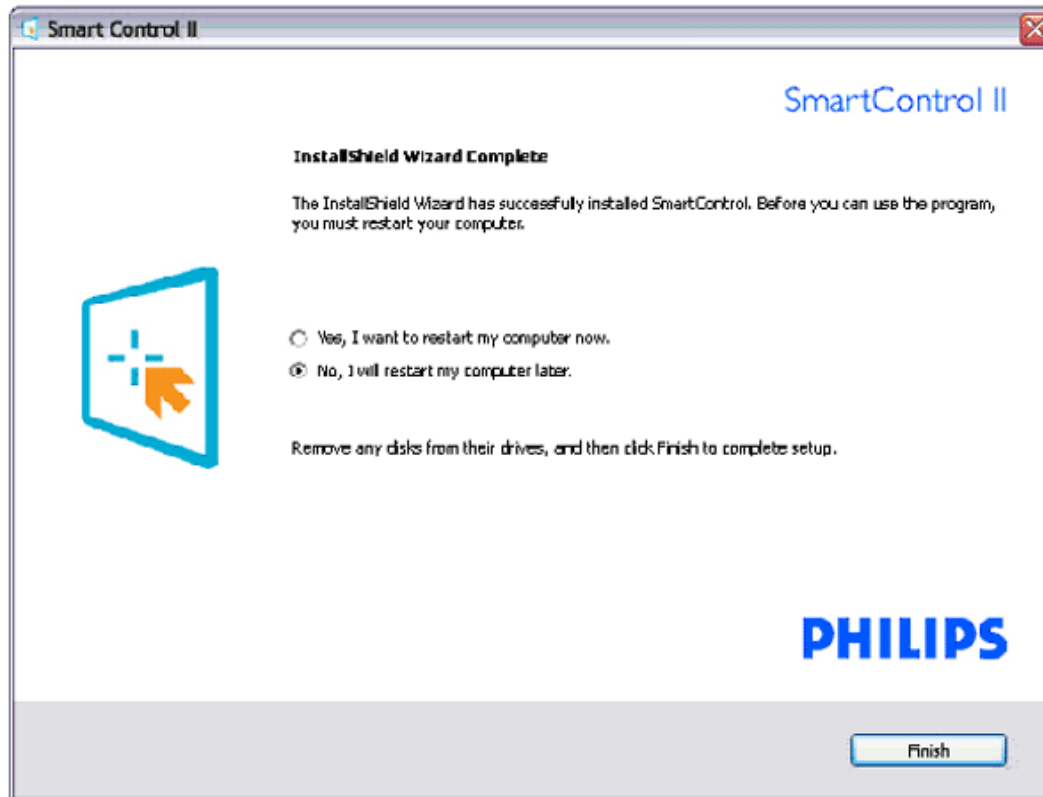 Smart Control II
SmartControl II
InstallShield Wizard Complete
The InstallShield Wizard has successfully installed SmartControl. Before you can use the program,
you must restart your computer.
Yes, I want to restart my computer now.
No, I will restart my computer later.
Remove any disks from their drives, and then click Finish to complete setup.
PHILIPS
Finish